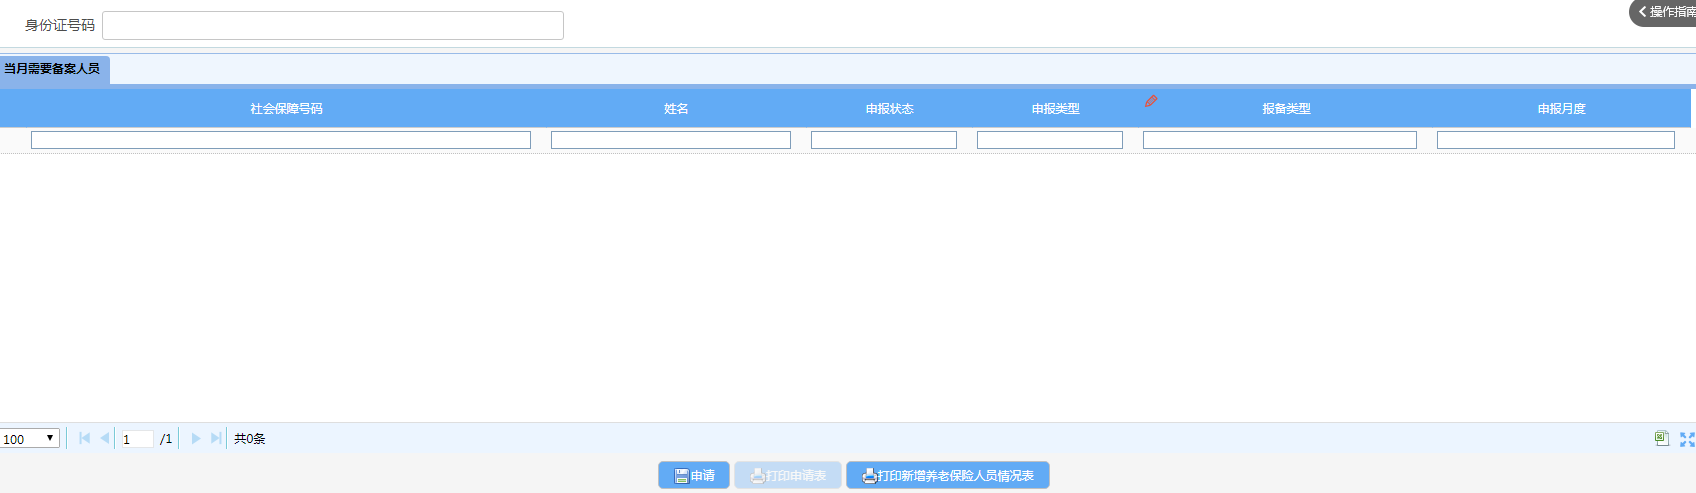 身份证号码
操作指南
当月需要备案人员
社会保障号码 姓名 申报状态 申报类型 报备类型 申报月度
100 1 /1 共0条
申请 打印申请表 打印新增养老保险人员情况表